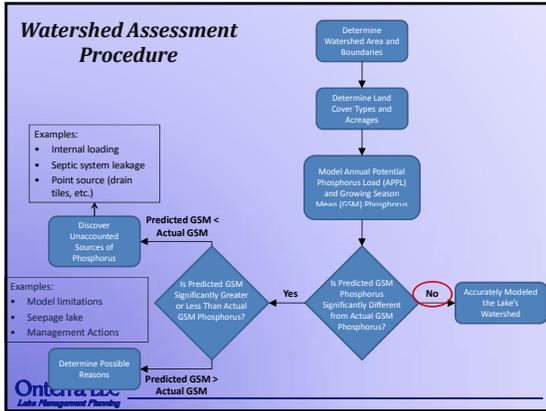 Watershed Assessment
Procedure
Determine
Watershed Area and
Boundaries
Determine Land
Cover Types and
Acreages
Model Annual Potential
Phosphorus Load (APPL)
and Growing Season
Mean (GSM) Phosphorus
Is Predicted GSM
Phosphorus
Significantly Different
from Actual GSM
Phosphorus?
No
Accurately Modeled
the Lake's
Watershed
Yes
Is Predicted GSM
Significantly Greater
or Less Than Actual
GSM Phosphorus?
Predicted GSM <
Actual GSM
Discover
Unaccounted
Sources of
Phosphorus
Examples:
• Internal loading
• Septic system leakage
• Point source (drain
tiles, etc.)
Predicted GSM >
Actual GSM
Determine Possible
Reasons
Examples:
• Model limitations
• Seepage lake
• Management Actions
Onterra LLC
Lake Management Planning